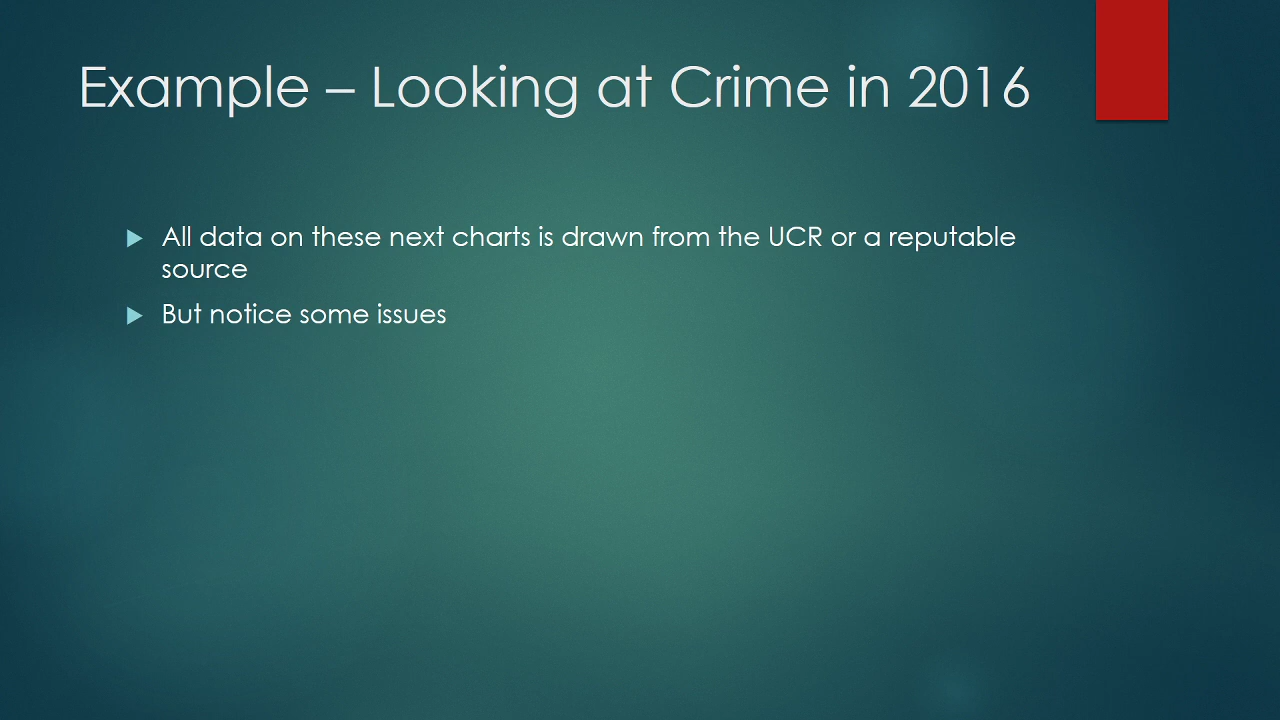 Example – Looking at Crime in 2016
All data on these next charts is drawn from the UCR or a reputable
source
But notice some issues